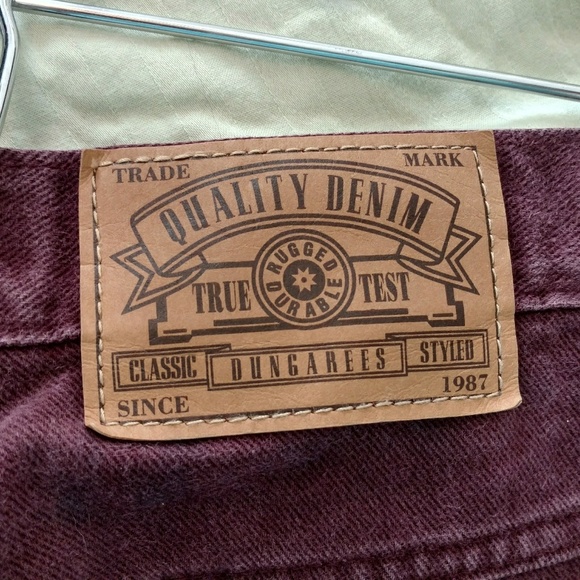 TRADE MARK
QUALITY DENIM
RUGGED
TRUE TEST
DURABLE
CLASSIC DUNGAREES STYLED
SINCE 1987